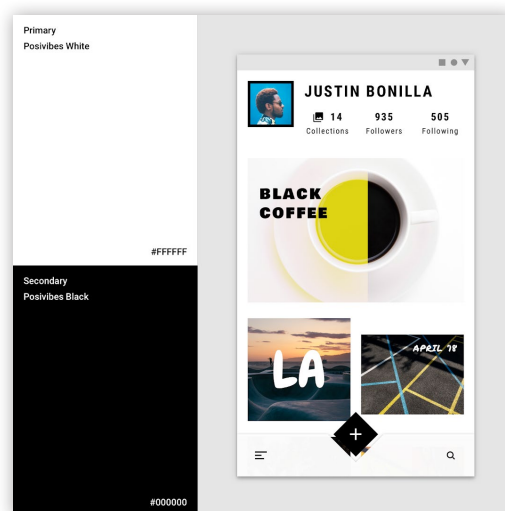 Primary
Posivibes White
#FFFFFF
Secondary
Posivibes Black
#000000
JUSTIN BONILLA
14
935
505
Collections
Followers
Following
BLACK
COFFEE
LA
APRIL '18
+